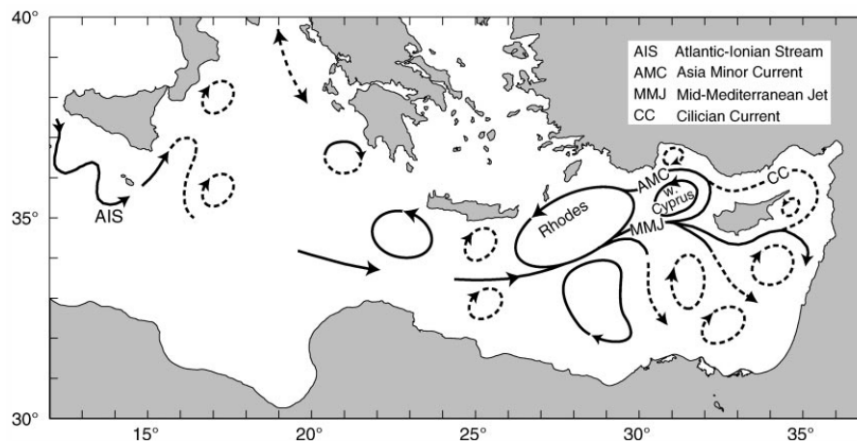 40°
AIS Atlantic-Ionian Stream
AMC Asia Minor Current
MMJ Mid-Mediterranean Jet
CC Cilician Current
AMC
CC
W.
Cyprus
35°
AIS
Rhodes
MMJ
30°
15° 20° 25° 30° 35°